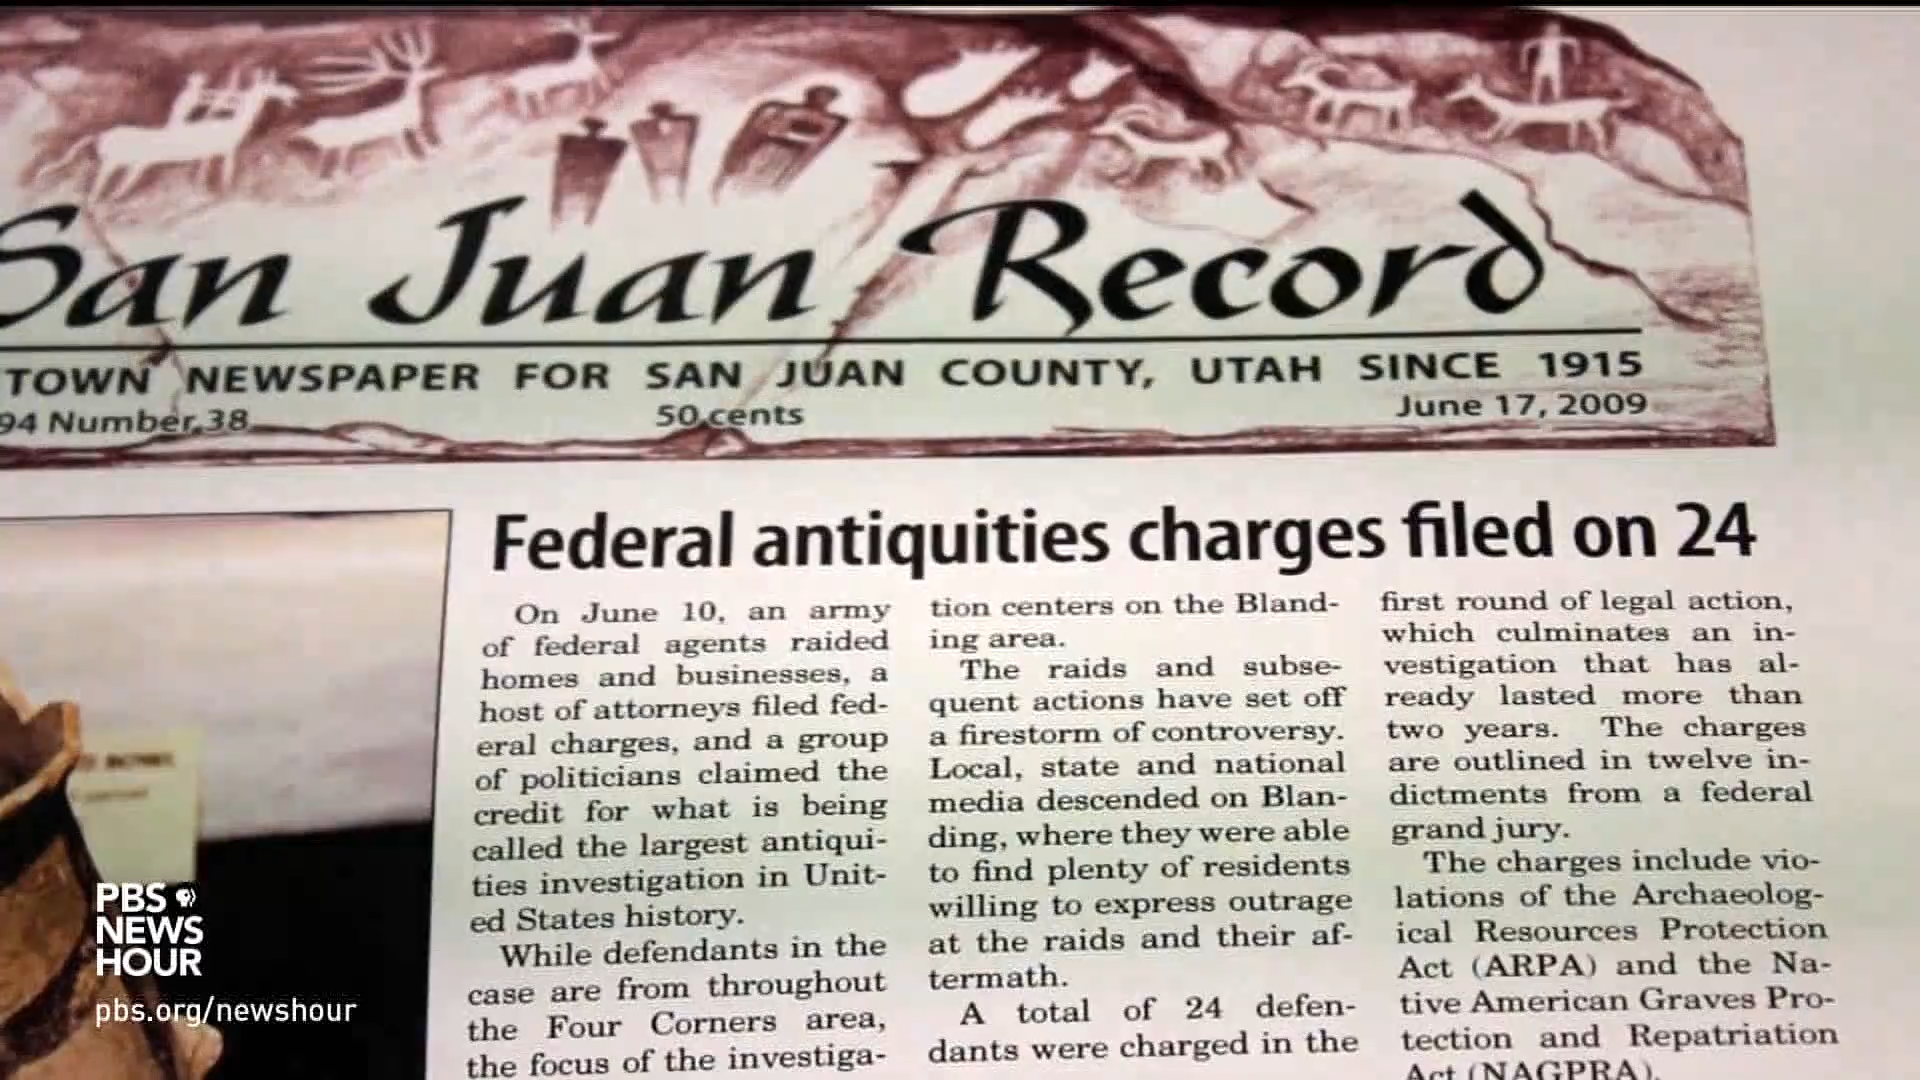 San Juan Record
TOWN NEWSPAPER FOR SAN JUAN COUNTY, UTAH SINCE 1915
94 Number 38
50 cents
June 17, 2009
Federal antiquities charges filed on 24
On June 10, an army
of federal agents raided
homes and businesses, a
host of attorneys filed fed-
eral charges, and a group
of politicians claimed the
credit for what is being
called the largest antiqui-
ties investigation in Unit-
ed States history.
While defendants in the
case are from throughout
the Four Corners area,
the focus of the investiga-
tion centers on the Bland-
ing area.
The raids and subse-
quent actions have set off
a firestorm of controversy.
Local, state and national
media descended on Blan-
ding, where they were able
to find plenty of residents
willing to express outrage
at the raids and their af-
termath.
A total of 24 defen-
dants were charged in the
first round of legal action,
which culminates an in-
vestigation that has al-
ready lasted more than
two years. The charges
are outlined in twelve in-
dictments from a federal
grand jury.
The charges include vio-
lations of the Archaeolog-
ical Resources Protection
Act (ARPA) and the Na-
tive American Graves Pro-
tection and Repatriation
Act (NAGPRA).
PBS
NEWS
HOUR
pbs.org/newshour